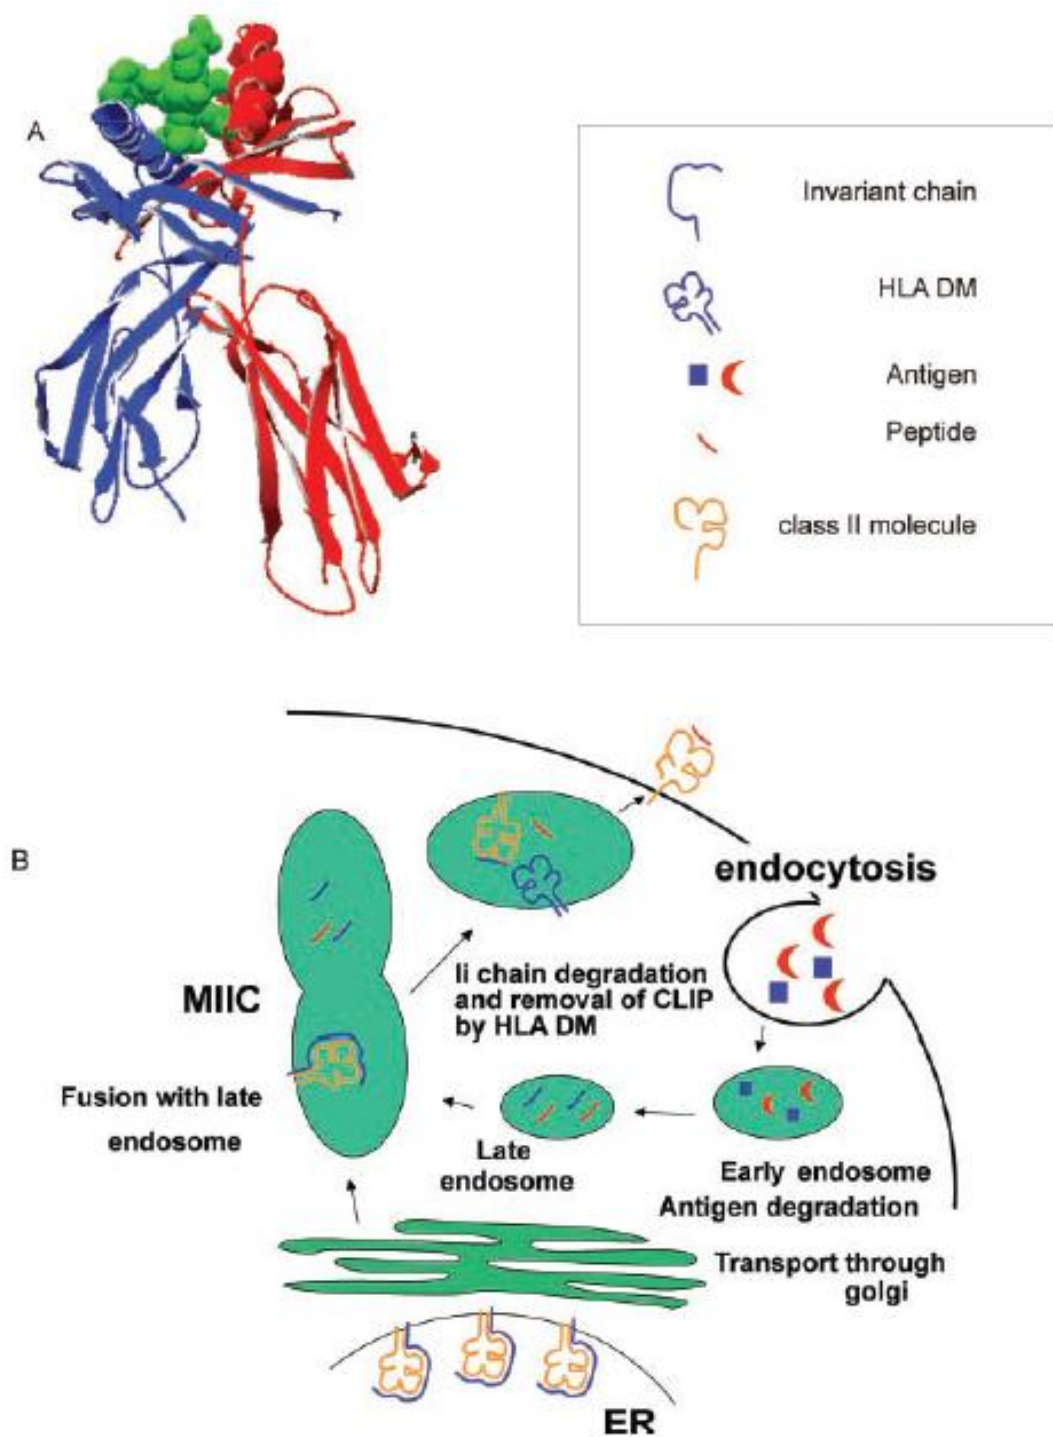 A
Invariant chain
HLA DM
Antigen
Peptide
class II molecule
B
endocytosis
MIIC
Ii chain degradation
and removal of CLIP
by HLA DM
Fusion with late
endosome
Late
endosome
Early endosome
Antigen degradation
Transport through
golgi
ER